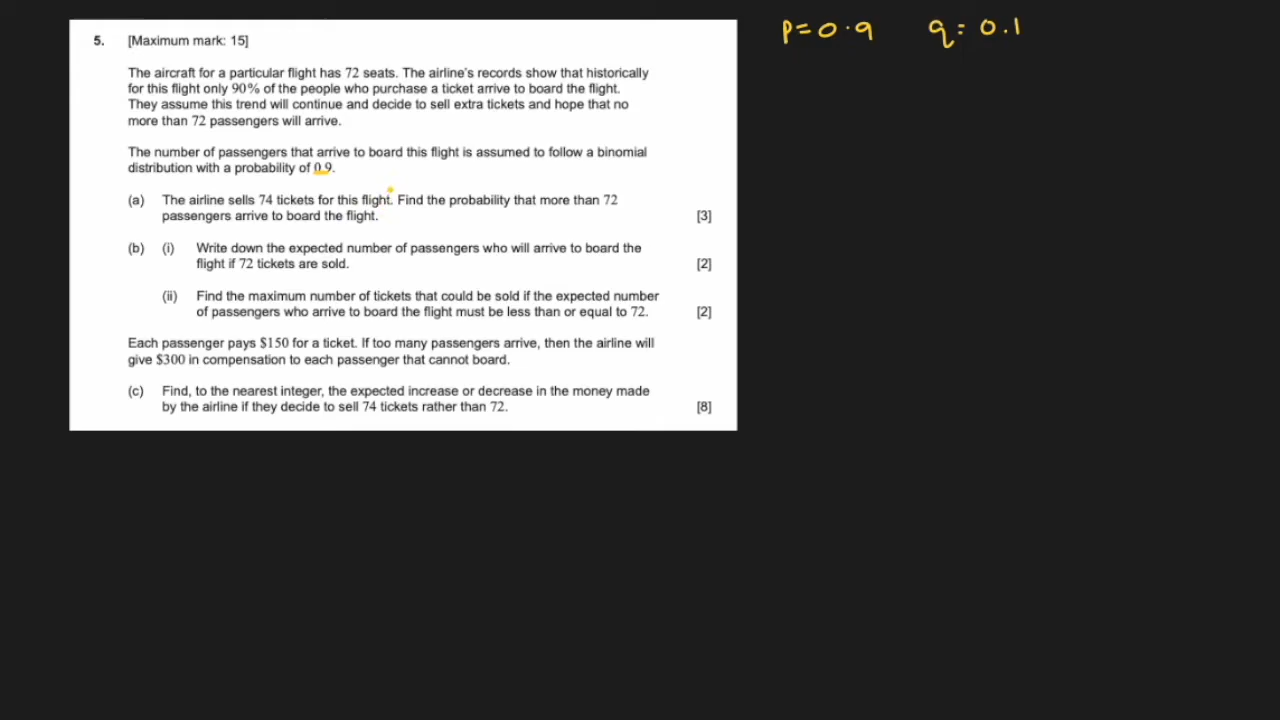 p=0.9 q=0.1
5. [Maximum mark: 15]
The aircraft for a particular flight has 72 seats. The airline's records show that historically
for this flight only 90% of the people who purchase a ticket arrive to board the flight.
They assume this trend will continue and decide to sell extra tickets and hope that no
more than 72 passengers will arrive.
The number of passengers that arrive to board this flight is assumed to follow a binomial
distribution with a probability of 0.9.
(a) The airline sells 74 tickets for this flight. Find the probability that more than 72
passengers arrive to board the flight. [3]
(b) (i) Write down the expected number of passengers who will arrive to board the
flight if 72 tickets are sold. [2]
(ii) Find the maximum number of tickets that could be sold if the expected number
of passengers who arrive to board the flight must be less than or equal to 72. [2]
Each passenger pays $150 for a ticket. If too many passengers arrive, then the airline will
give $300 in compensation to each passenger that cannot board.
(c) Find, to the nearest integer, the expected increase or decrease in the money made
by the airline if they decide to sell 74 tickets rather than 72. [8]